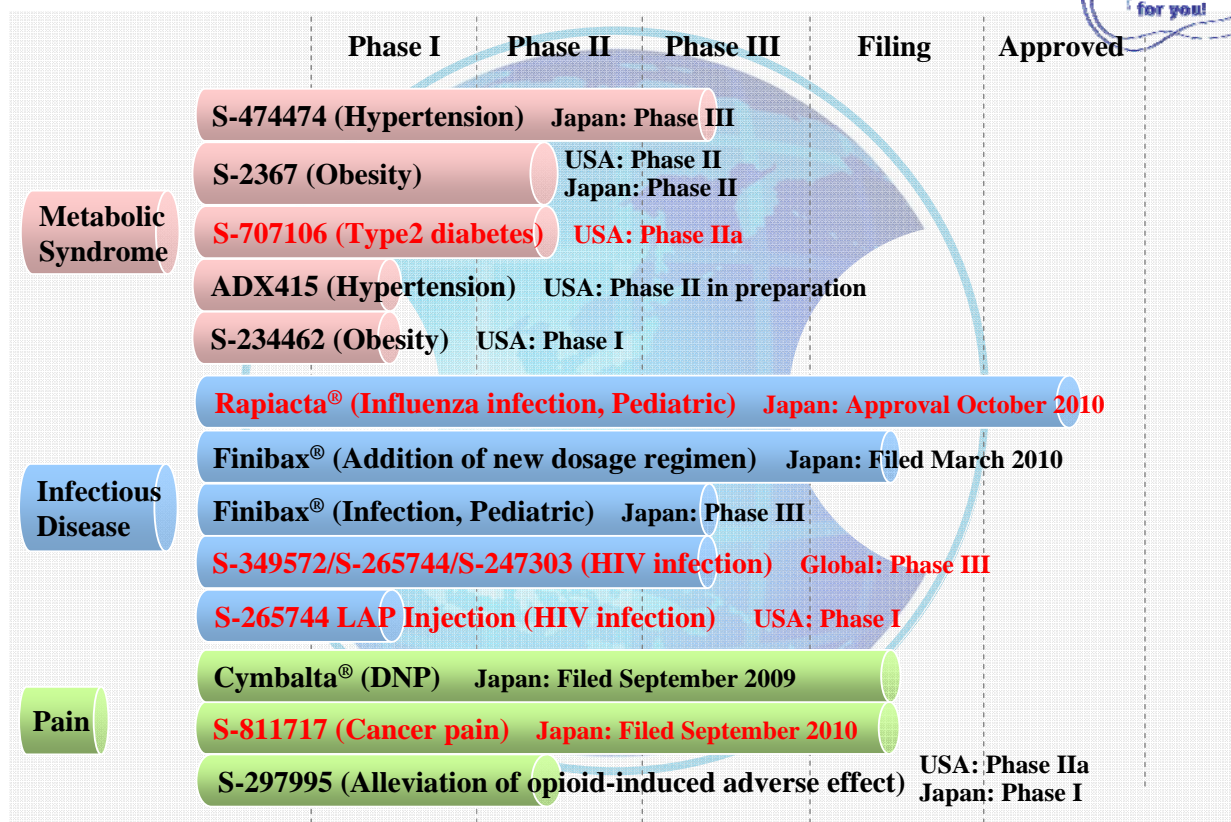 for you!
Phase I Phase II Phase III Filing Approved
S-474474 (Hypertension) Japan: Phase III
S-2367 (Obesity) USA: Phase II
Japan: Phase II
Metabolic
Syndrome
S-707106 (Type2 diabetes) USA: Phase IIa
ADX415 (Hypertension) USA: Phase II in preparation
S-234462 (Obesity) USA: Phase I
Rapiacta® (Influenza infection, Pediatric) Japan: Approval October 2010
Finibax® (Addition of new dosage regimen) Japan: Filed March 2010
Infectious
Disease
Finibax® (Infection, Pediatric) Japan: Phase III
S-349572/S-265744/S-247303 (HIV infection) Global: Phase III
S-265744 LAP Injection (HIV infection) USA: Phase I
Cymbalta® (DNP) Japan: Filed September 2009
Pain
S-811717 (Cancer pain) Japan: Filed September 2010
S-297995 (Alleviation of opioid-induced adverse effect) USA: Phase IIa
Japan: Phase I